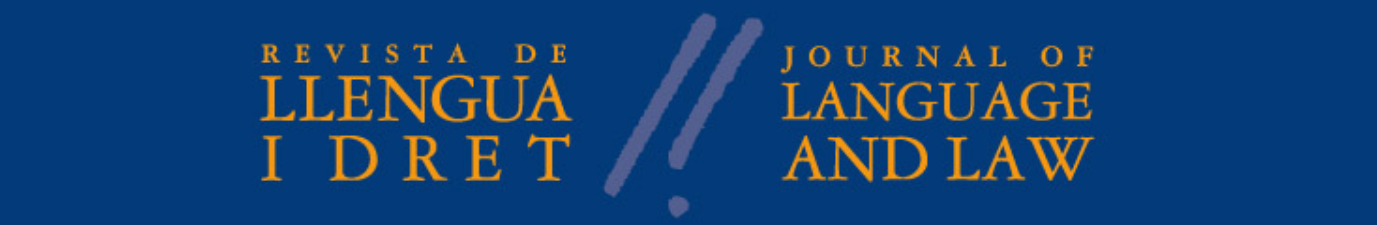 REVISTA DE
LLENGUA
I DRET
JOURNAL OF
LANGUAGE
AND LAW